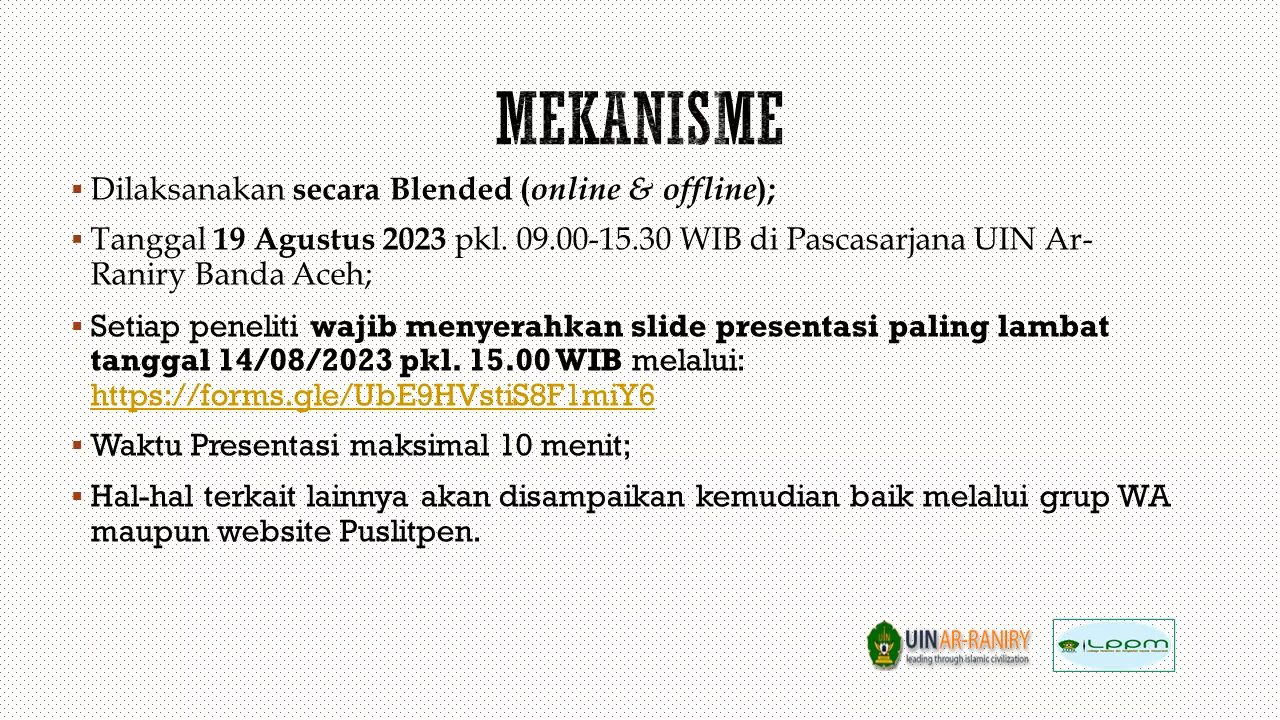 MEKANISME
Dilaksanakan secara Blended (online & offline);
Tanggal 19 Agustus 2023 pkl. 09.00-15.30 WIB di Pascasarjana UIN Ar-
Raniry Banda Aceh;
Setiap peneliti wajib menyerahkan slide presentasi paling lambat
tanggal 14/08/2023 pkl. 15.00 WIB melalui:
https://forms.gle/UbE9HVstiS8F1miY6
Waktu Presentasi maksimal 10 menit;
Hal-hal terkait lainnya akan disampaikan kemudian baik melalui grup WA
maupun website Puslitpen.
UIN AR-RANIRY
leading through islamic civilization
LPPM